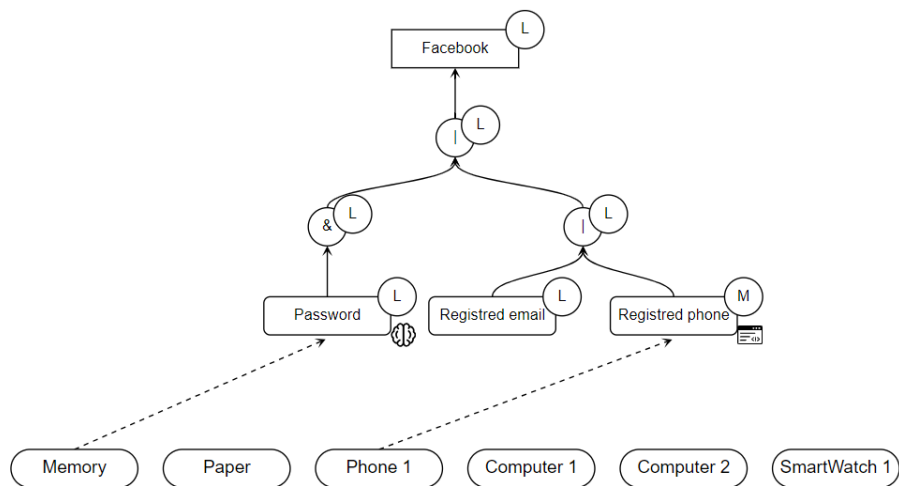 L
Facebook
L
|
L
&
L
|
L
L
M
Password
Registred email
Registred phone
Memory
Paper
Phone 1
Computer 1
Computer 2
SmartWatch 1